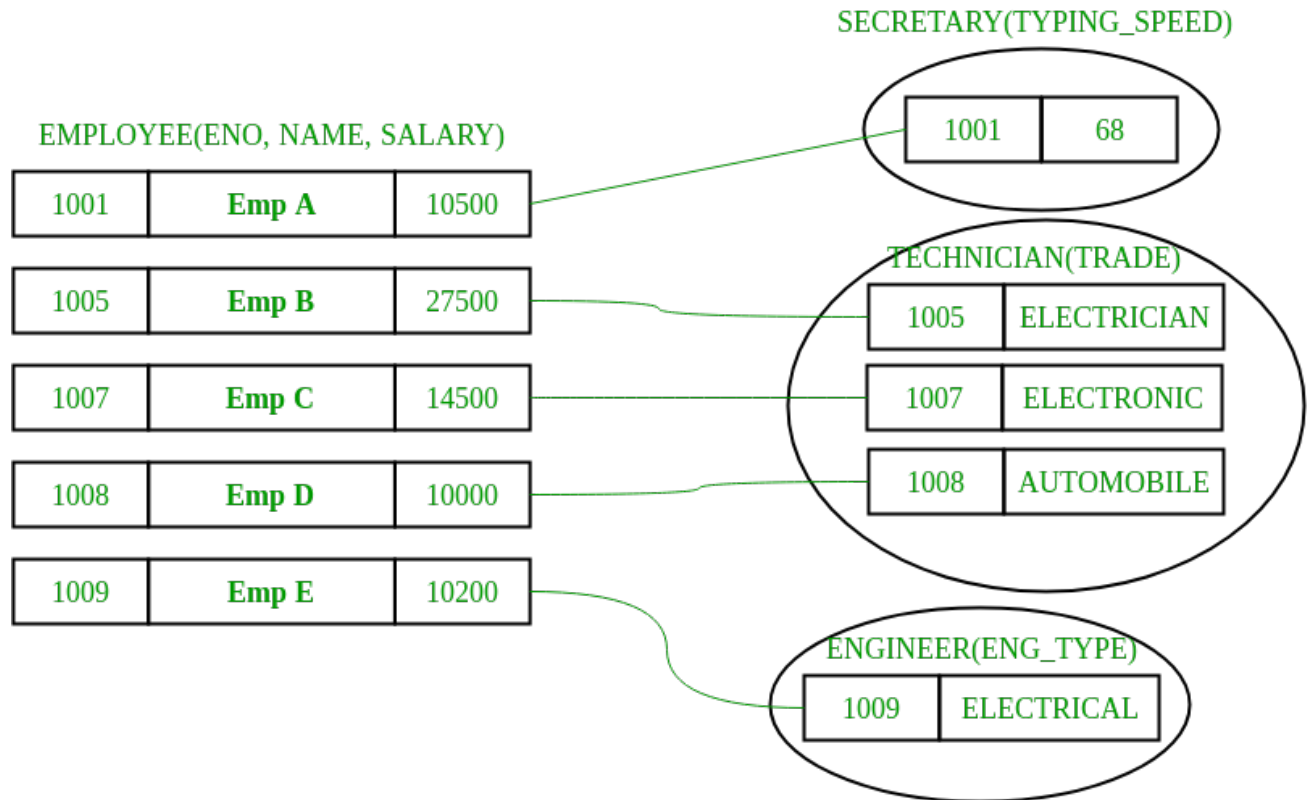 SECRETARY(TYPING_SPEED)
1001 68
EMPLOYEE(ENO, NAME, SALARY)
1001 Emp A 10500
1005 Emp B 27500
1007 Emp C 14500
1008 Emp D 10000
1009 Emp E 10200
TECHNICIAN(TRADE)
1005 ELECTRICIAN
1007 ELECTRONIC
1008 AUTOMOBILE
ENGINEER(ENG_TYPE)
1009 ELECTRICAL